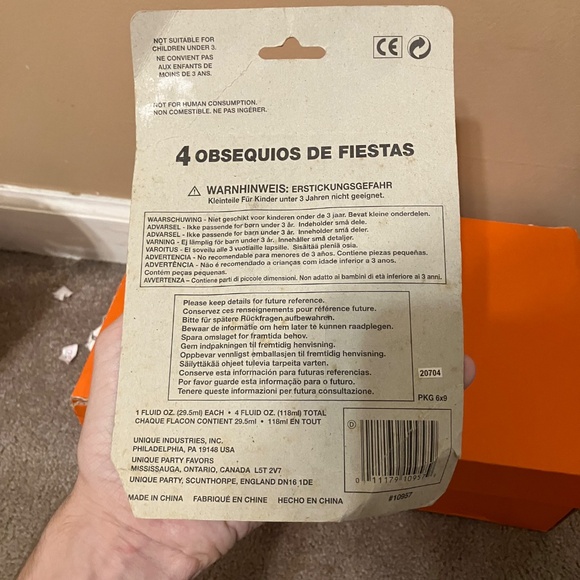 NOT SUITABLE FOR
CHILDREN UNDER 3.
NE CONVIENT PAS
AUX ENFANTS DE
MOINS DE 3 ANS.
CE
NOT FOR HUMAN CONSUMPTION.
NON COMESTIBLE. NE PAS INGÉRER.
4 OBSEQUIOS DE FIESTAS
WARNHINWEIS: ERSTICKUNGSGEFAHR
Kleinteile Für Kinder unter 3 Jahren nicht geeignet.
WAARSCHUWING - Niet geschikt voor kinderen onder de 3 jaar. Bevat kleine onderdelen.
ADVARSEL - Ikke passende for børn under 3 år. Indeholder små dele.
ADVARSEL - Ikke passende for barn under 3 år. Inneholder små deler.
VARNING - Ej lämplig för barn under 3 år. Innehåller små detaljer.
VAROITUS - Ei sovellu alle 3 vuotiaille lapsille. Sisältää pleniä osia.
ADVERTENCIA - No recomendable para menores de 3 años. Contiene piezas pequeñas.
ADVERTÊNCIA - Não é recomendado a crianças com idade inferior a 3 anos.
Contém peças pequenas.
AVVERTENZA - Contiene parti di piccole dimensioni. Non adatto ai bambini di età inferiore ai 3 anni.
Please keep details for future reference.
Conservez ces renseignements pour référence future.
Bitte für spätere Rückfragen aufbewahren.
Bewaar de informatie om hem later te kunnen raadplegen.
Spara omslaget for framtida behov.
Gem indpakningen til fremtidig henvisning.
Oppbevar vennligst emballasjen til fremtidig henvisning.
Säilyttäkää ohjeet tulevia tarpeita varten.
Conserve esta información para futuras referencias.
Por favor guarde esta informação para o futuro.
Tenere queste informazioni per futura consultazione.
20704
PKG 6x9
1 FLUID OZ. (29.5ml) EACH • 4 FLUID OZ. (118ml) TOTAL
CHAQUE FLACON CONTIENT 29.5ml • 118ml EN TOUT
UNIQUE INDUSTRIES, INC.
PHILADELPHIA, PA 19148 USA
UNIQUE PARTY FAVORS
MISSISSAUGA, ONTARIO, CANADA L5T 2V7
UNIQUE PARTY, SCUNTHORPE, ENGLAND DN16 1DE
MADE IN CHINA FABRIQUÉ EN CHINE HECHO EN CHINA
D
0 11179 1095
#10957